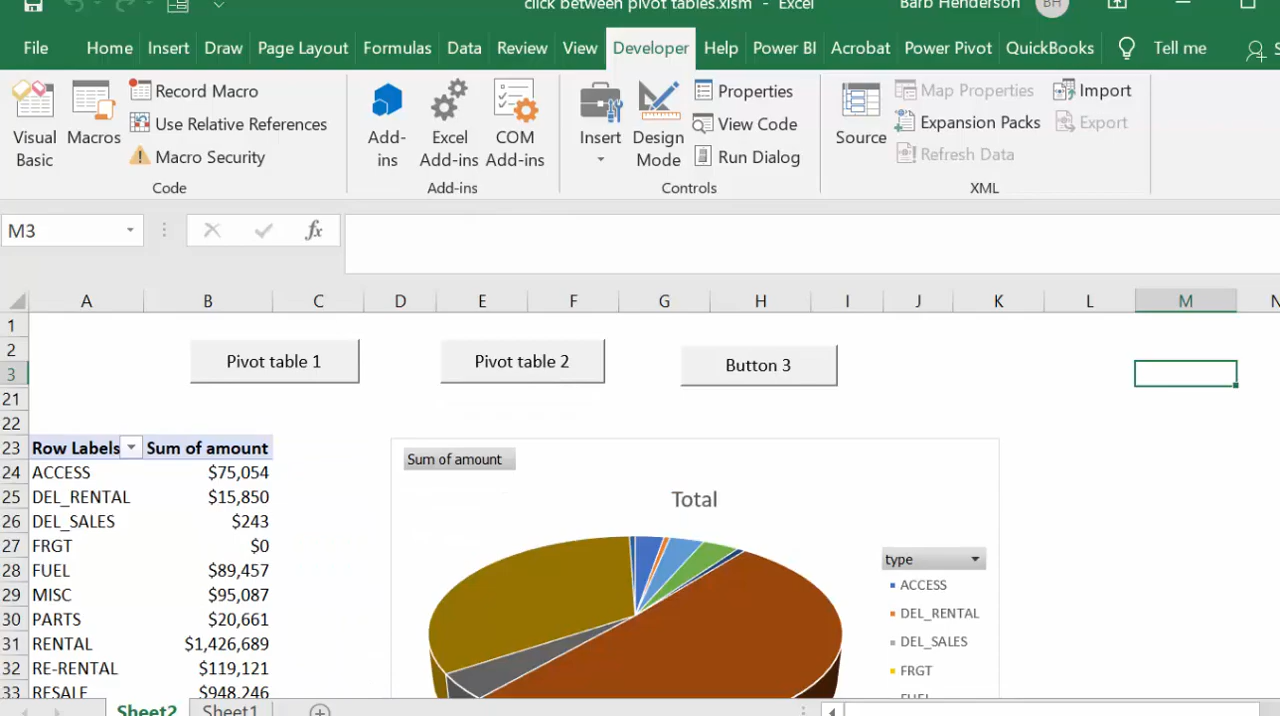 click between pivot tables.xlsm - Excel
Barb Henderson
BH
File Home Insert Draw Page Layout Formulas Data Review View Developer Help Power BI Acrobat Power Pivot QuickBooks Tell me
Visual Basic
Macros
Record Macro
Use Relative References
Macro Security
Code
Add-ins
Excel Add-ins
COM Add-ins
Add-ins
Insert
Design Mode
Properties
View Code
Run Dialog
Controls
Source
Map Properties
Expansion Packs
Refresh Data
Import
Export
XML
M3
fx
A B C D E F G H I J K L M N
1
2
3
Pivot table 1
Pivot table 2
Button 3
21
22
23 Row Labels Sum of amount
24 ACCESS $75,054
25 DEL_RENTAL $15,850
26 DEL_SALES $243
27 FRGT $0
28 FUEL $89,457
29 MISC $95,087
30 PARTS $20,661
31 RENTAL $1,426,689
32 RE-RENTAL $119,121
33 RESALE $948,246
Sum of amount
Total
type
ACCESS
DEL_RENTAL
DEL_SALES
FRGT
FUEL
Sheet2 Sheet1